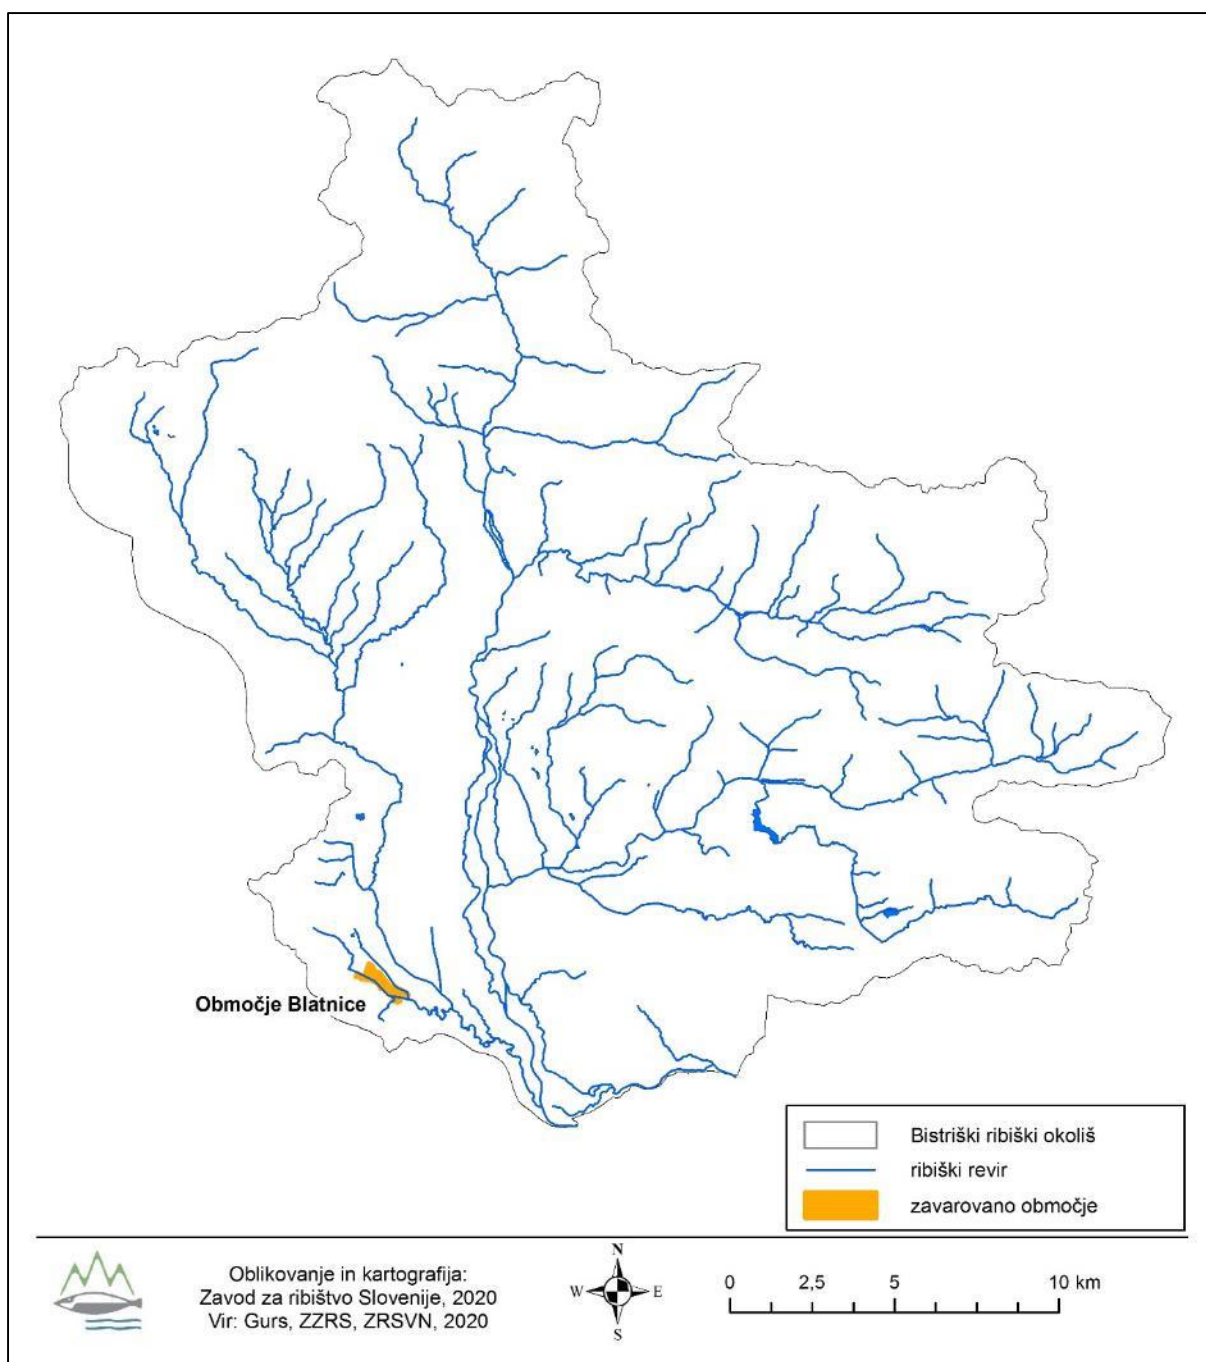 Območje Blatnice
Bistriški ribiški okoliš
ribiški revir
zavarovano območje
Oblikovanje in kartografija:
Zavod za ribištvo Slovenije, 2020
Vir: Gurs, ZZRS, ZRSVN, 2020
N
W E
S
0 2,5 5 10 km